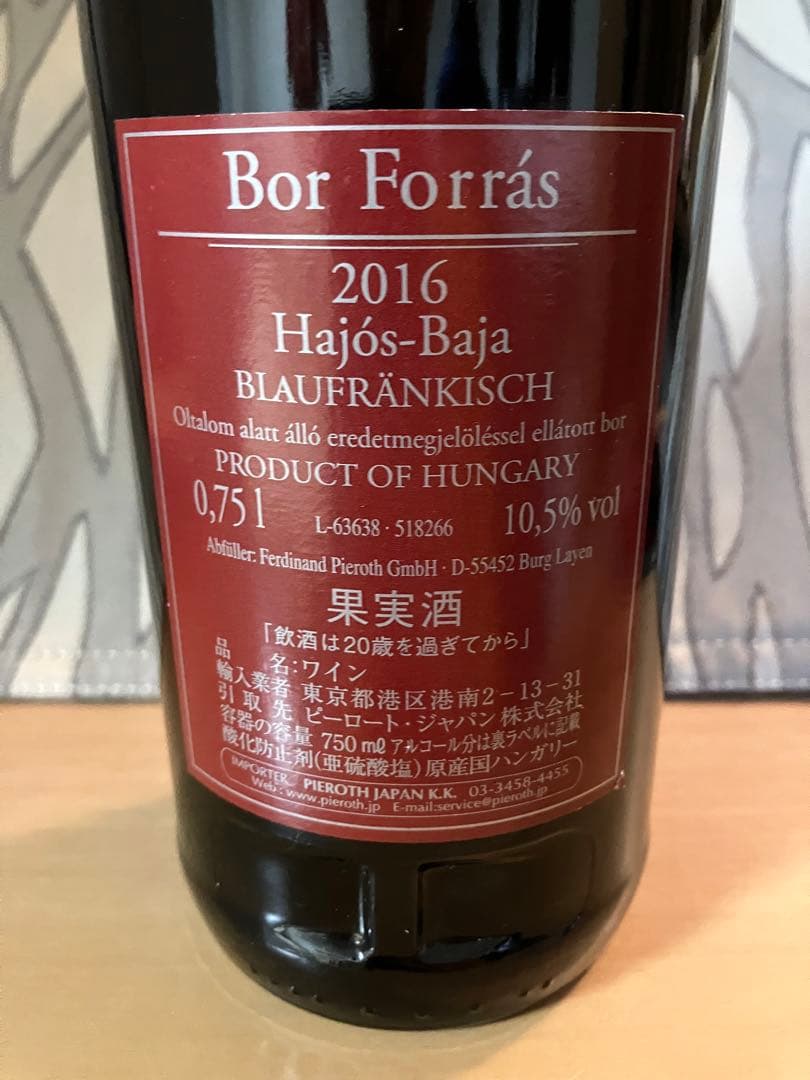 Bor Forrás
2016
Hajós-Baja
BLAUFRÄNKISCH
Oltalom alatt álló eredetmegjelöléssel ellátott bor
PRODUCT OF HUNGARY
0,75 l L-63638 · 518266 10,5% vol
Abfüller: Ferdinand Pieroth GmbH · D-55452 Burg Layen
果実酒
「飲酒は20歳を過ぎてから」
品 名:ワイン
輸入業者 東京都港区港南2-13-31
引取先 ピーロート・ジャパン株式会社
容器の容量 750㎖ アルコール分は裏ラベルに記載
酸化防止剤(亜硫酸塩) 原産国ハンガリー
IMPORTER PIEROTH JAPAN K.K. 03-3458-4455
Web: www.pieroth.jp E-mail:service@pieroth.jp